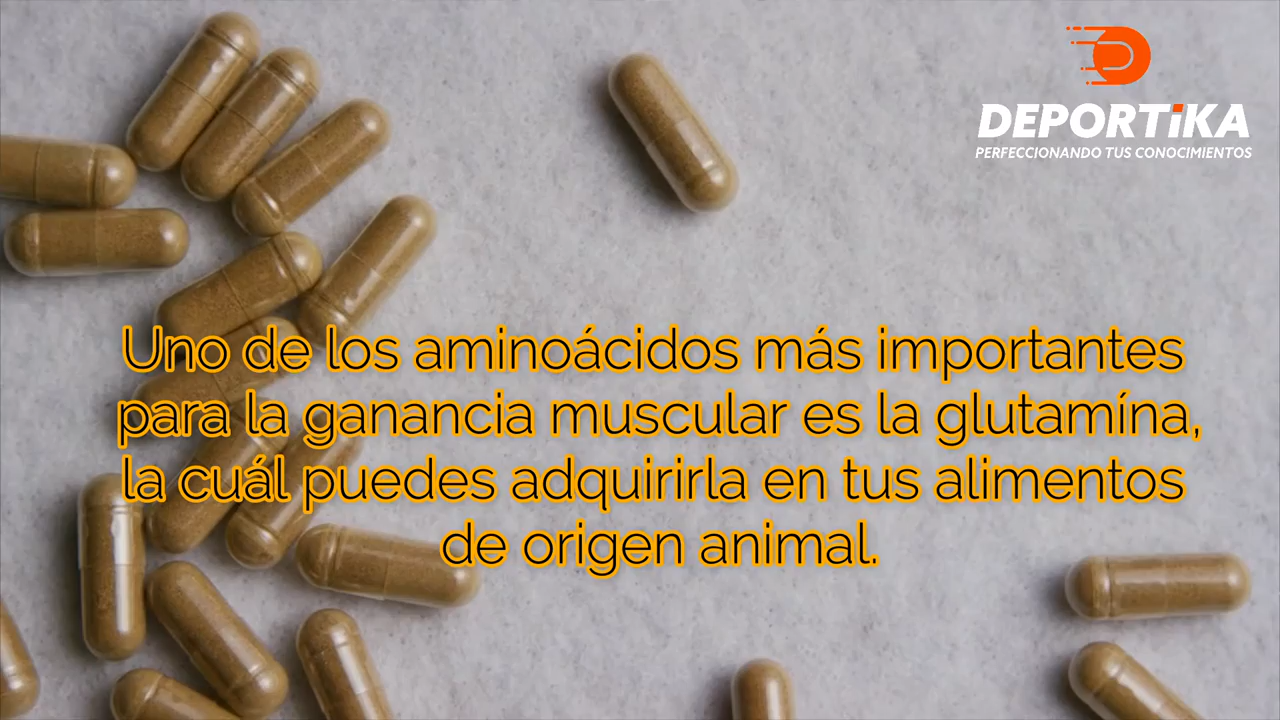 DEPORTiKA
PERFECCIONANDO TUS CONOCIMIENTOS
Uno de los aminoácidos más importantes
para la ganancia muscular es la glutamína,
la cuál puedes adquirirla en tus alimentos
de origen animal.